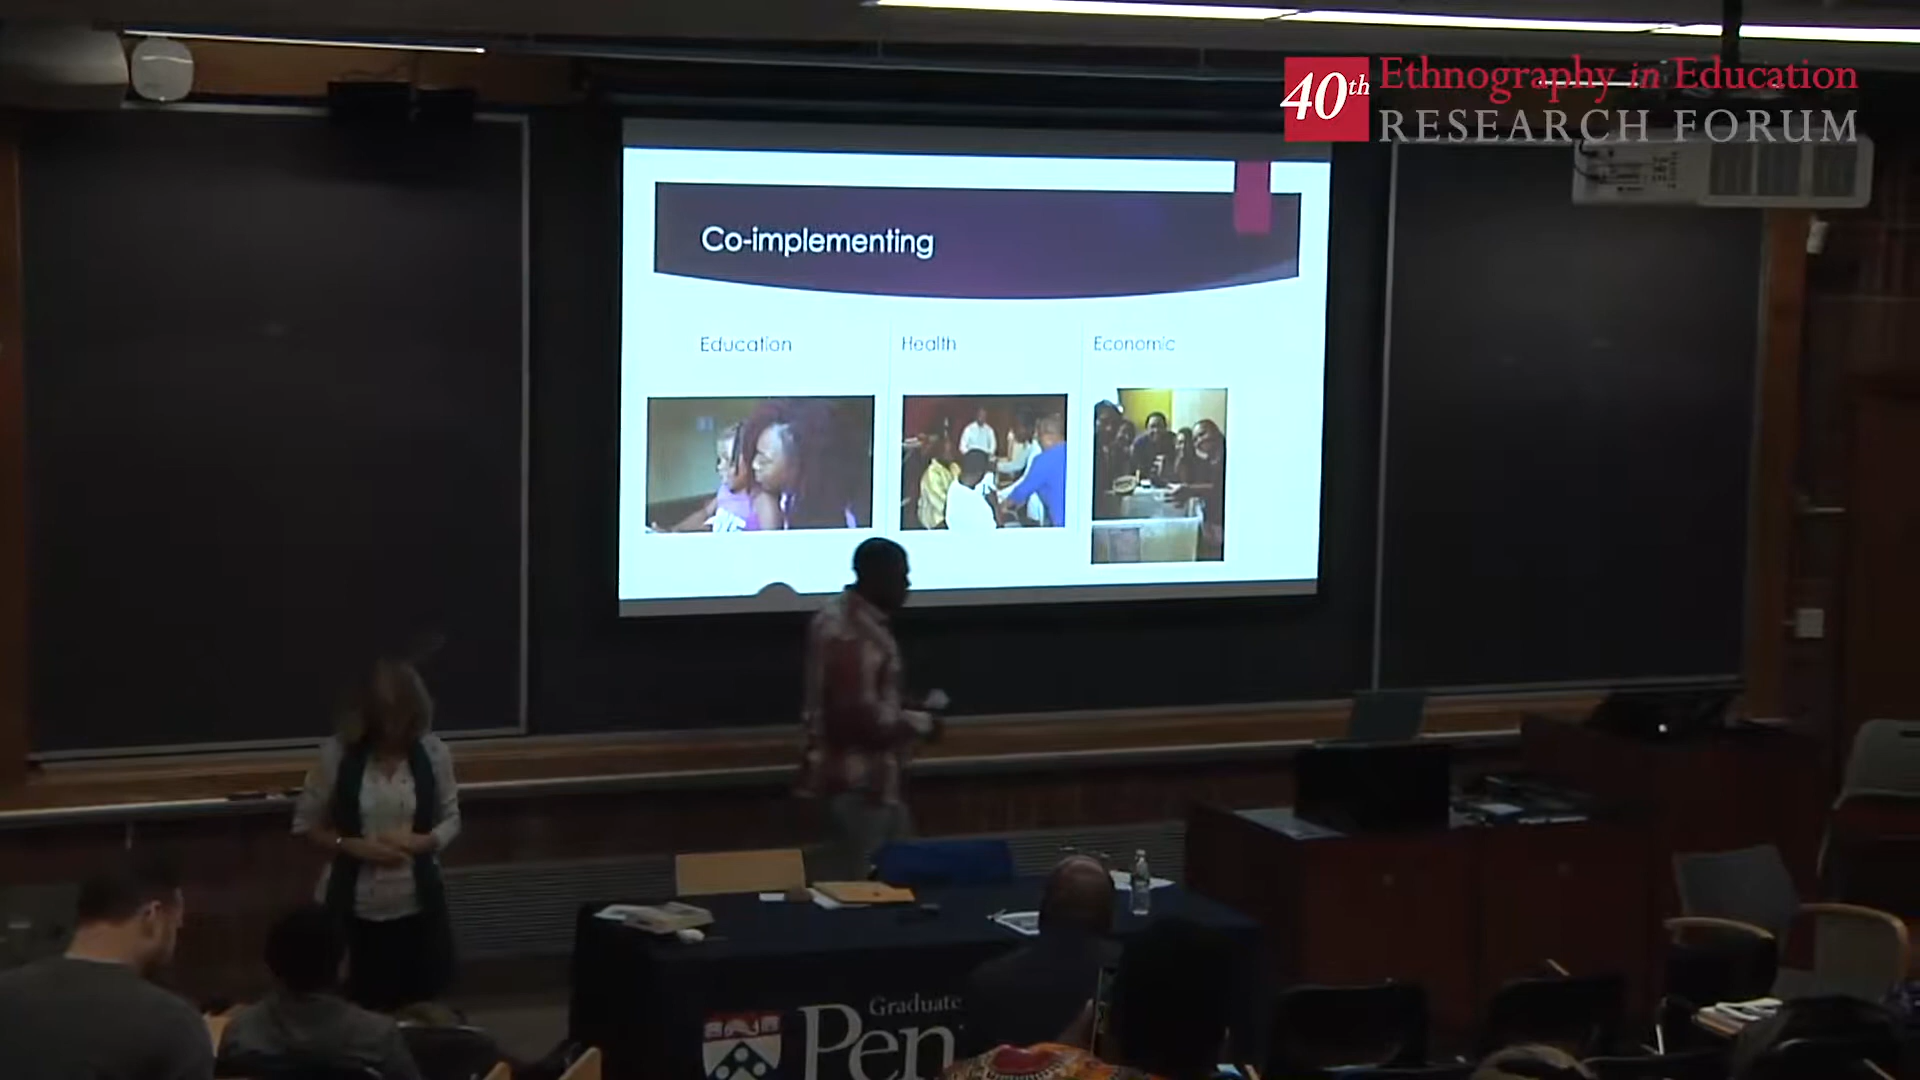 40th
Ethnography in Education
RESEARCH FORUM
Co-implementing
Education
Health
Economic
Graduate
Penn